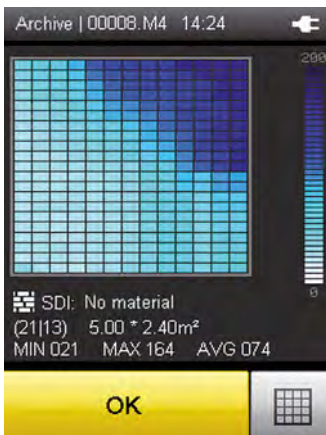 Archive | 00008.M4 14:24
200
0
SDI: No material
(21|13) 5.00 * 2.40m²
MIN 021 MAX 164 AVG 074
OK